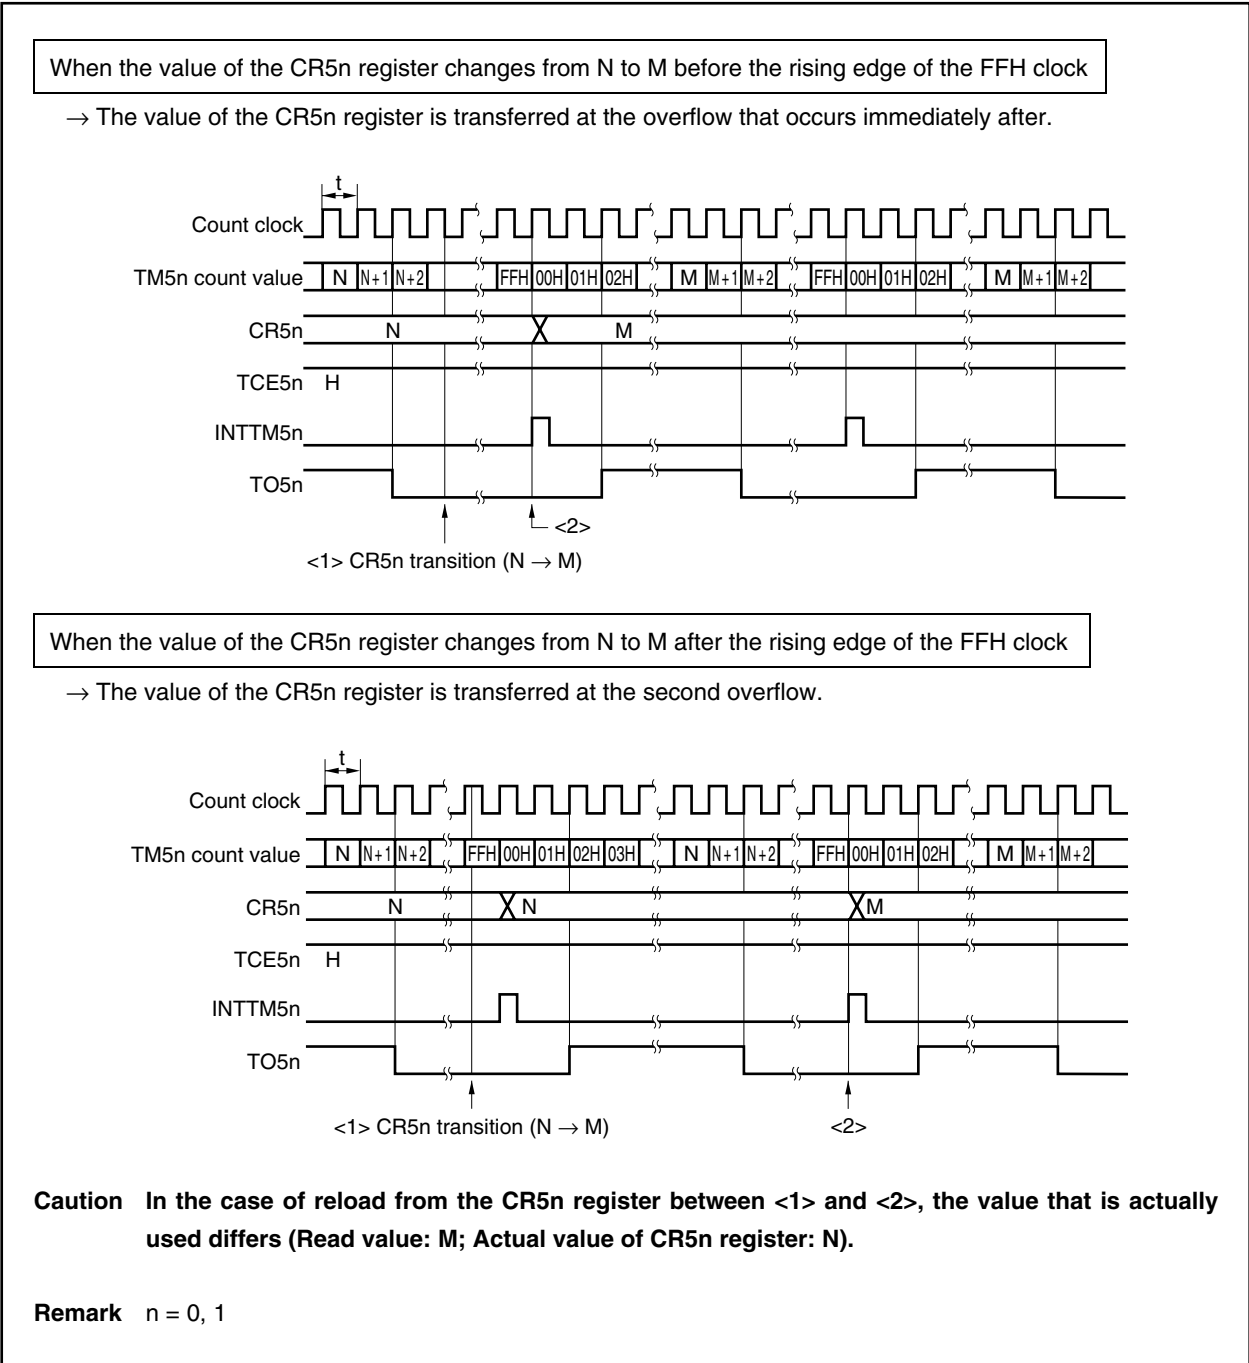 When the value of the CR5n register changes from N to M before the rising edge of the FFH clock
→ The value of the CR5n register is transferred at the overflow that occurs immediately after.
t
Count clock
TM5n count value N N+1 N+2 FFH 00H 01H 02H M M+1 M+2 FFH 00H 01H 02H M M+1 M+2
CR5n N M
TCE5n H
INTTM5n
TO5n
<2>
<1> CR5n transition (N → M)
When the value of the CR5n register changes from N to M after the rising edge of the FFH clock
→ The value of the CR5n register is transferred at the second overflow.
t
Count clock
TM5n count value N N+1 N+2 FFH 00H 01H 02H 03H N N+1 N+2 FFH 00H 01H 02H M M+1 M+2
CR5n N N M
TCE5n H
INTTM5n
TO5n
<1> CR5n transition (N → M) <2>
Caution In the case of reload from the CR5n register between <1> and <2>, the value that is actually
used differs (Read value: M; Actual value of CR5n register: N).
Remark n = 0, 1